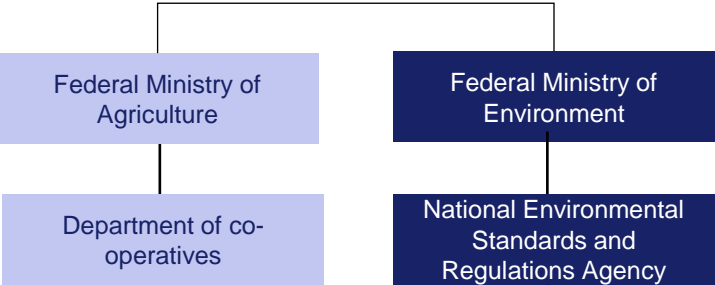 Federal Ministry of
Agriculture
Federal Ministry of
Environment
Department of co-
operatives
National Environmental
Standards and
Regulations Agency